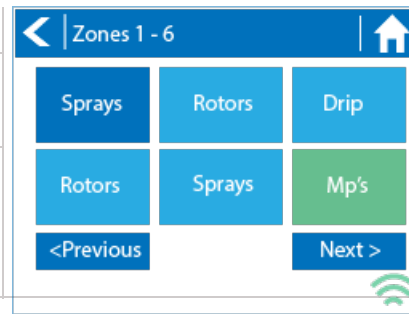 Zones 1 - 6
Sprays Rotors Drip
Rotors Sprays Mp's
<Previous Next >